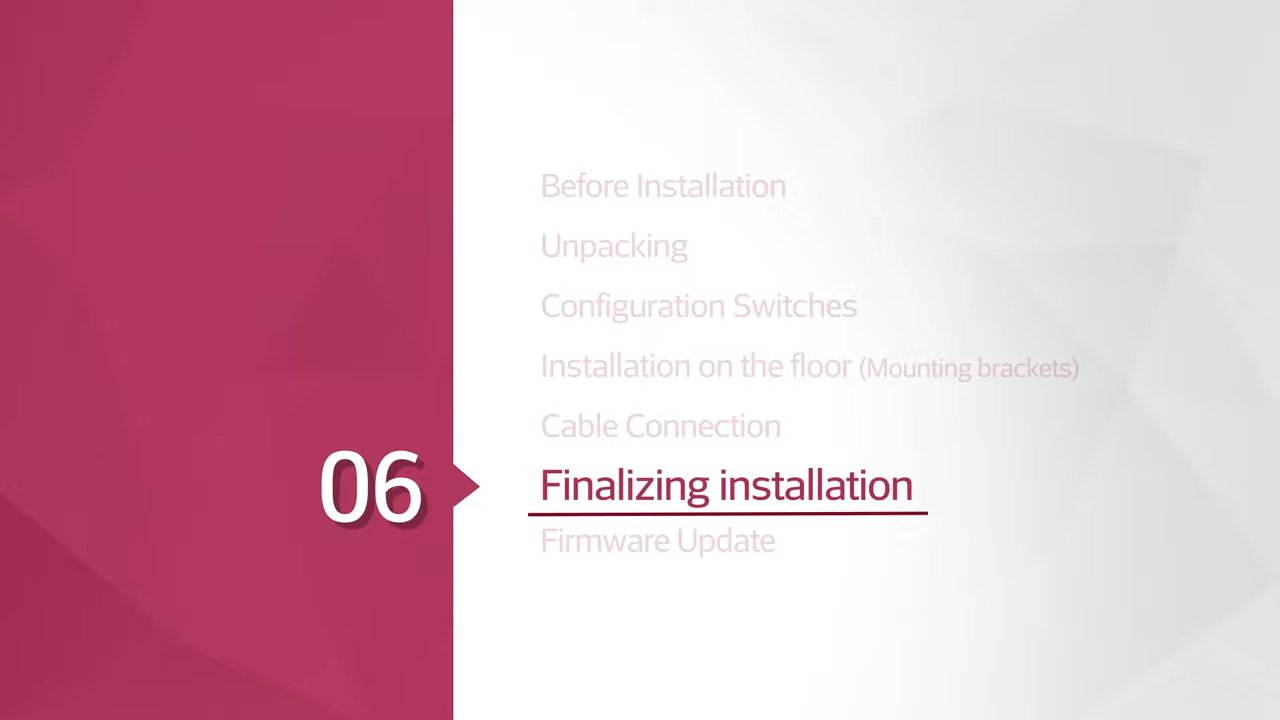 Before Installation
Unpacking
Configuration Switches
Installation on the floor (Mounting brackets)
Cable Connection
06
Finalizing installation
Firmware Update